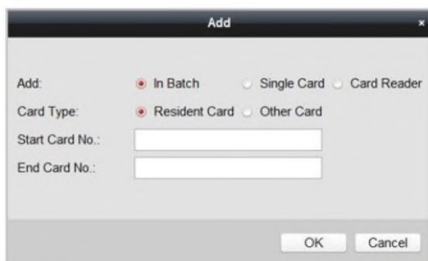 Add
Add: In Batch Single Card Card Reader
Card Type: Resident Card Other Card
Start Card No.:
End Card No.:
OK Cancel